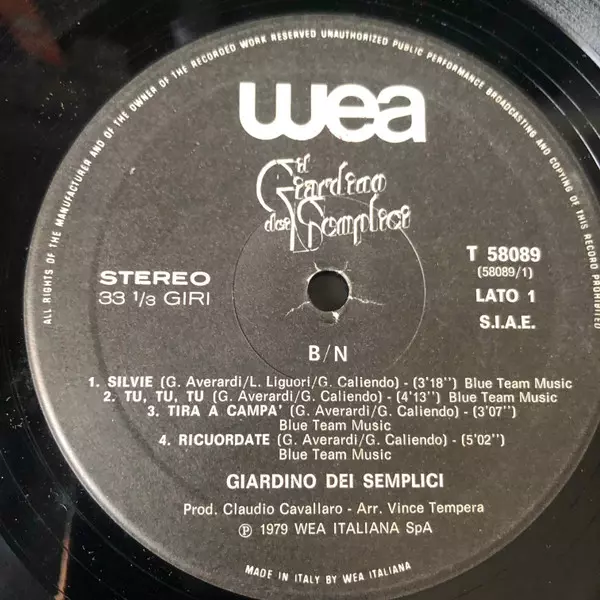 ALL RIGHTS OF THE MANUFACTURER AND OF THE OWNER OF THE RECORDED WORK RESERVED UNAUTHORIZED PUBLIC PERFORMANCE BROADCASTING AND COPYING OF THIS RECORD PROHIBITED
wea
il
Giardino
dei Semplici
STEREO
33 1/3 GIRI
T 58089
(58089/1)
LATO 1
S.I.A.E.
B/N
1. SILVIE (G. Averardi/L. Liguori/G. Caliendo) - (3'18'') Blue Team Music
2. TU, TU, TU (G. Averardi/G. Caliendo) - (4'13'') Blue Team Music
3. TIRA A CAMPA' (G. Averardi/G. Caliendo) - (3'07'')
Blue Team Music
4. RICUORDATE (G. Averardi/G. Caliendo) - (5'02'')
Blue Team Music
GIARDINO DEI SEMPLICI
Prod. Claudio Cavallaro - Arr. Vince Tempera
℗ 1979 WEA ITALIANA SpA
MADE IN ITALY BY WEA ITALIANA